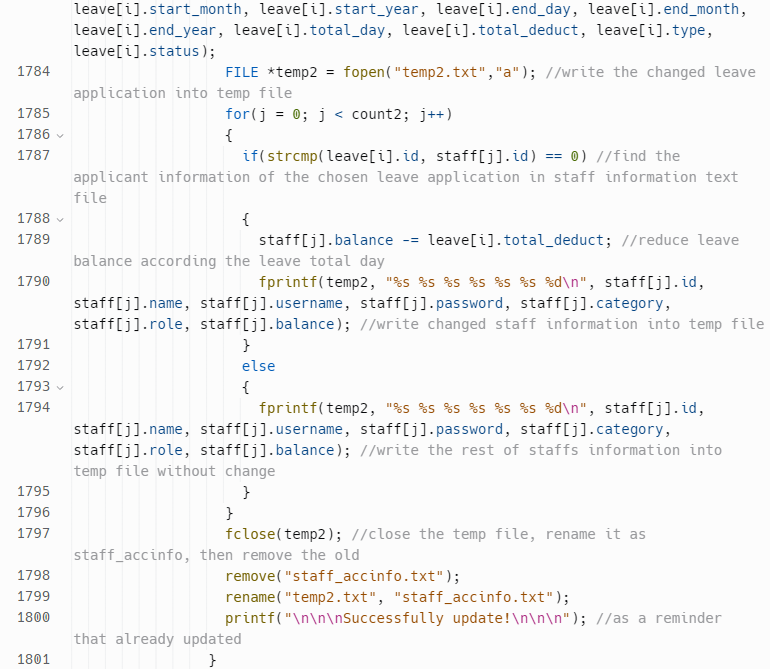 leave[i].start_month, leave[i].start_year, leave[i].end_day, leave[i].end_month,
leave[i].end_year, leave[i].total_day, leave[i].total_deduct, leave[i].type,
leave[i].status);
1784 FILE *temp2 = fopen("temp2.txt","a"); //write the changed leave
application into temp file
1785 for(j = 0; j < count2; j++)
1786 {
1787 if(strcmp(leave[i].id, staff[j].id) == 0) //find the
applicant information of the chosen leave application in staff information text
file
1788 {
1789 staff[j].balance -= leave[i].total_deduct; //reduce leave
balance according the leave total day
1790 fprintf(temp2, "%s %s %s %s %s %s %d\n", staff[j].id,
staff[j].name, staff[j].username, staff[j].password, staff[j].category,
staff[j].role, staff[j].balance); //write changed staff information into temp file
1791 }
1792 else
1793 {
1794 fprintf(temp2, "%s %s %s %s %s %s %d\n", staff[j].id,
staff[j].name, staff[j].username, staff[j].password, staff[j].category,
staff[j].role, staff[j].balance); //write the rest of staffs information into
temp file without change
1795 }
1796 }
1797 fclose(temp2); //close the temp file, rename it as
staff_accinfo, then remove the old
1798 remove("staff_accinfo.txt");
1799 rename("temp2.txt", "staff_accinfo.txt");
1800 printf("\n\n\nSuccessfully update!\n\n\n"); //as a reminder
that already updated
1801 }